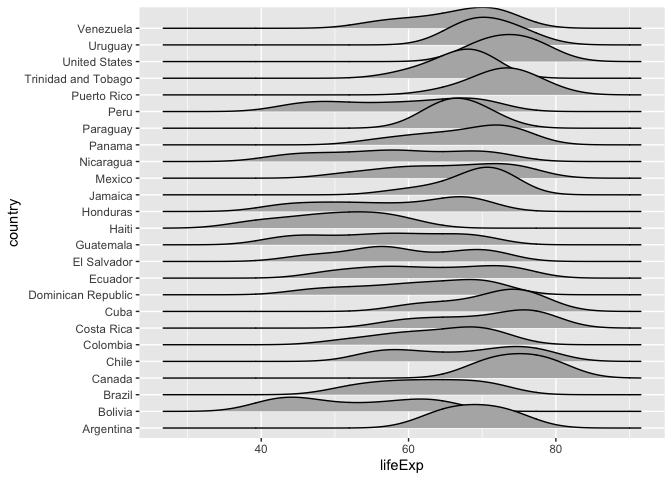 Venezuela
Uruguay
United States
Trinidad and Tobago
Puerto Rico
Peru
Paraguay
Panama
Nicaragua
Mexico
Jamaica
Honduras
Haiti
Guatemala
El Salvador
Ecuador
Dominican Republic
Cuba
Costa Rica
Colombia
Chile
Canada
Brazil
Bolivia
Argentina
country
40 60 80
lifeExp